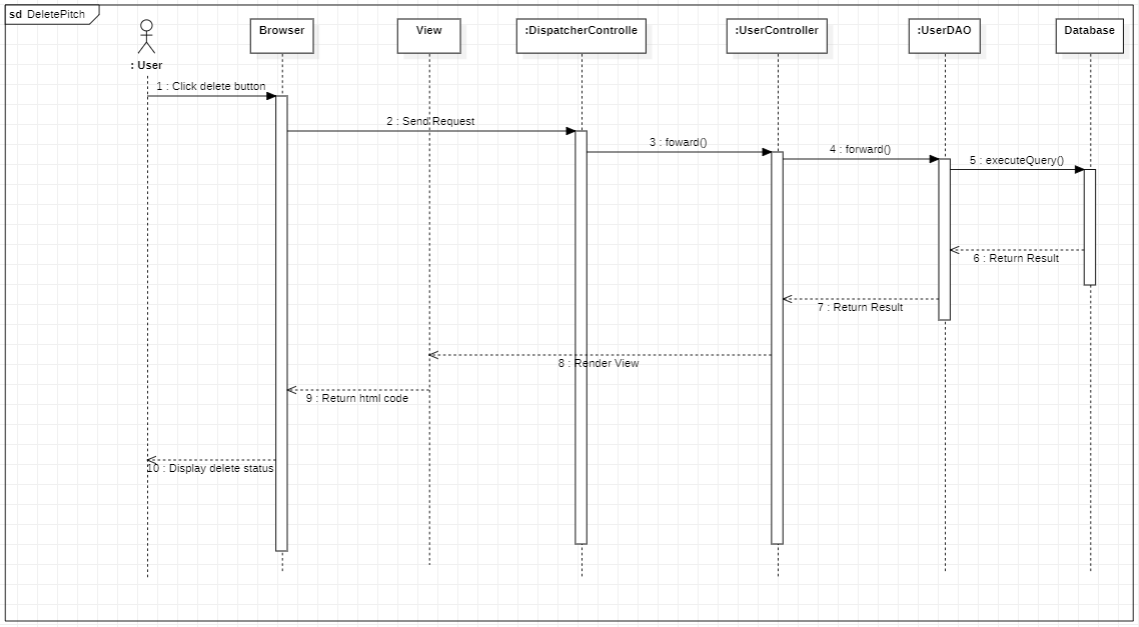 sd DeletePitch
: User
Browser
View
:DispatcherControlle
:UserController
:UserDAO
Database
1 : Click delete button
2 : Send Request
3 : foward()
4 : forward()
5 : executeQuery()
6 : Return Result
7 : Return Result
8 : Render View
9 : Return html code
10 : Display delete status